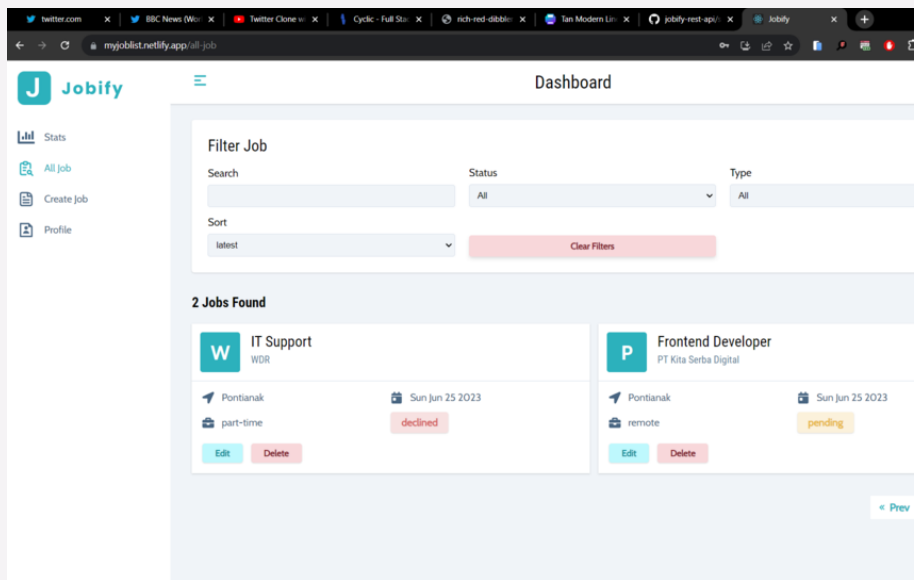 twitter.com
BBC News (Wor
Twitter Clone w
Cyclic - Full Sta
rich-red-dibble
Tan Modern Lin
jobify-rest-api/
Jobify
myjoblist.netlify.app/all-job
J Jobify
Dashboard
Stats
All Job
Create Job
Profile
Filter Job
Search
Status
Type
All
All
Sort
latest
Clear Filters
2 Jobs Found
W
IT Support
WDR
Pontianak
Sun Jun 25 2023
part-time
declined
Edit
Delete
P
Frontend Developer
PT Kita Serba Digital
Pontianak
Sun Jun 25 2023
remote
pending
Edit
Delete
« Prev